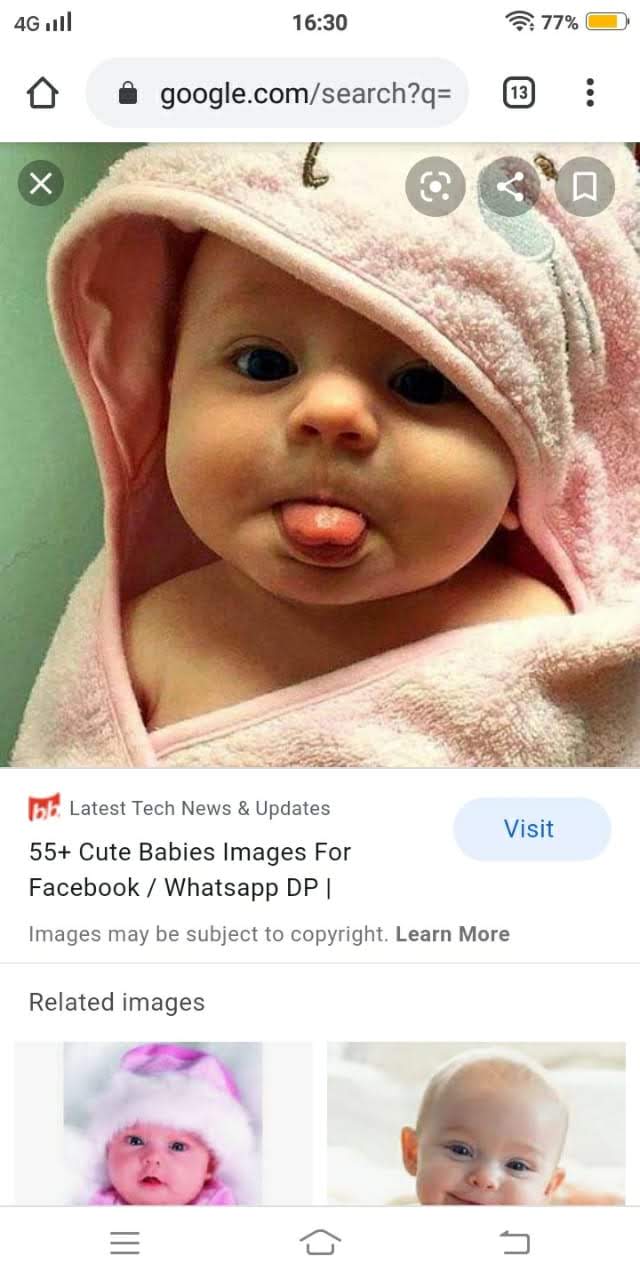 4G 16:30 77%
google.com/search?q= 13
bb Latest Tech News & Updates
Visit
55+ Cute Babies Images For
Facebook / Whatsapp DP |
Images may be subject to copyright. Learn More
Related images